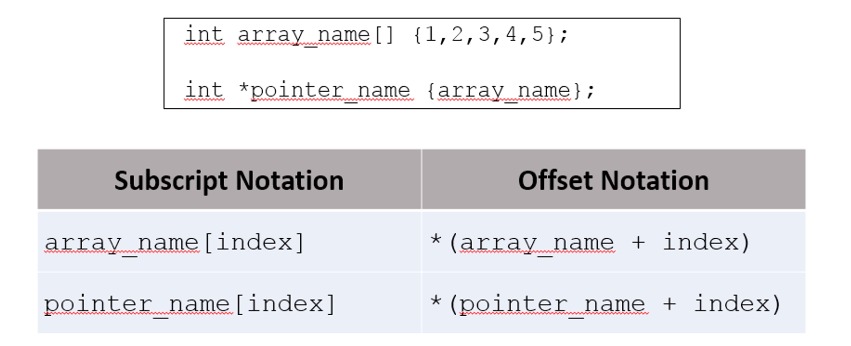 int array_name[] {1,2,3,4,5};
int *pointer_name {array_name};
Subscript Notation Offset Notation
array_name[index] *(array_name + index)
pointer_name[index] *(pointer_name + index)